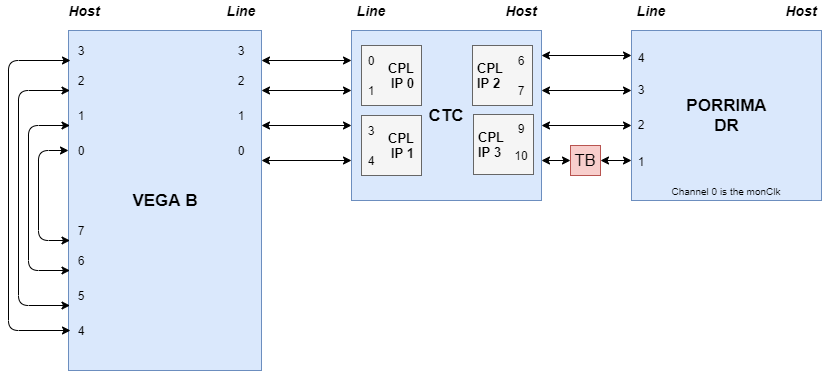 Host Line Line Host Line Host
3 3
2 2
1 1
0 0
VEGA B
7
6
5
4
0
1
CPL
IP 0
3
4
CPL
IP 1
CTC
CPL
IP 2
6
7
CPL
IP 3
9
10
TB
4
3
2
1
PORRIMA
DR
Channel 0 is the monClk